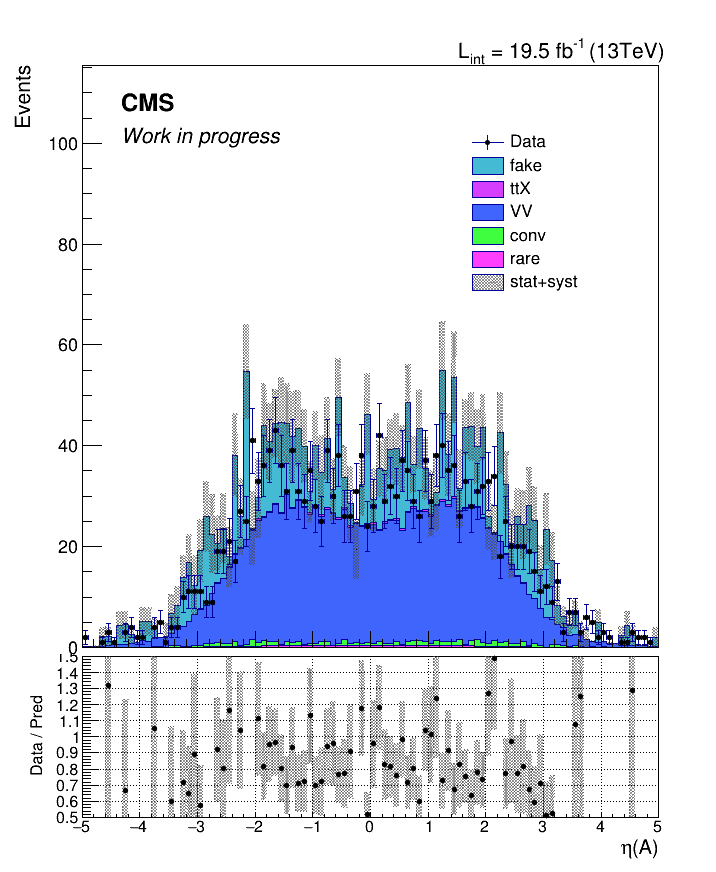 L_int = 19.5 fb^-1 (13TeV)
Events
CMS
Work in progress
100
80
60
40
20
0
Data
fake
ttX
VV
conv
rare
stat+syst
Data / Pred
1.5
1.4
1.3
1.2
1.1
1
0.9
0.8
0.7
0.6
0.5
−5 −4 −3 −2 −1 0 1 2 3 4 5
η(A)